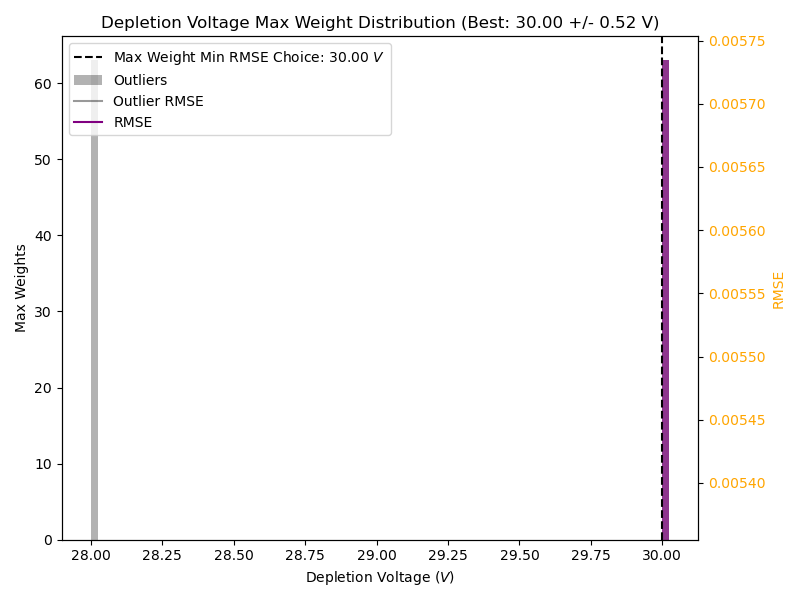 Depletion Voltage Max Weight Distribution (Best: 30.00 +/- 0.52 V)
Max Weight Min RMSE Choice: 30.00 V
Outliers
Outlier RMSE
RMSE
Max Weights
60
50
40
30
20
10
0
28.00 28.25 28.50 28.75 29.00 29.25 29.50 29.75 30.00
Depletion Voltage (V)
0.00575
0.00570
0.00565
0.00560
0.00555
0.00550
0.00545
0.00540
RMSE